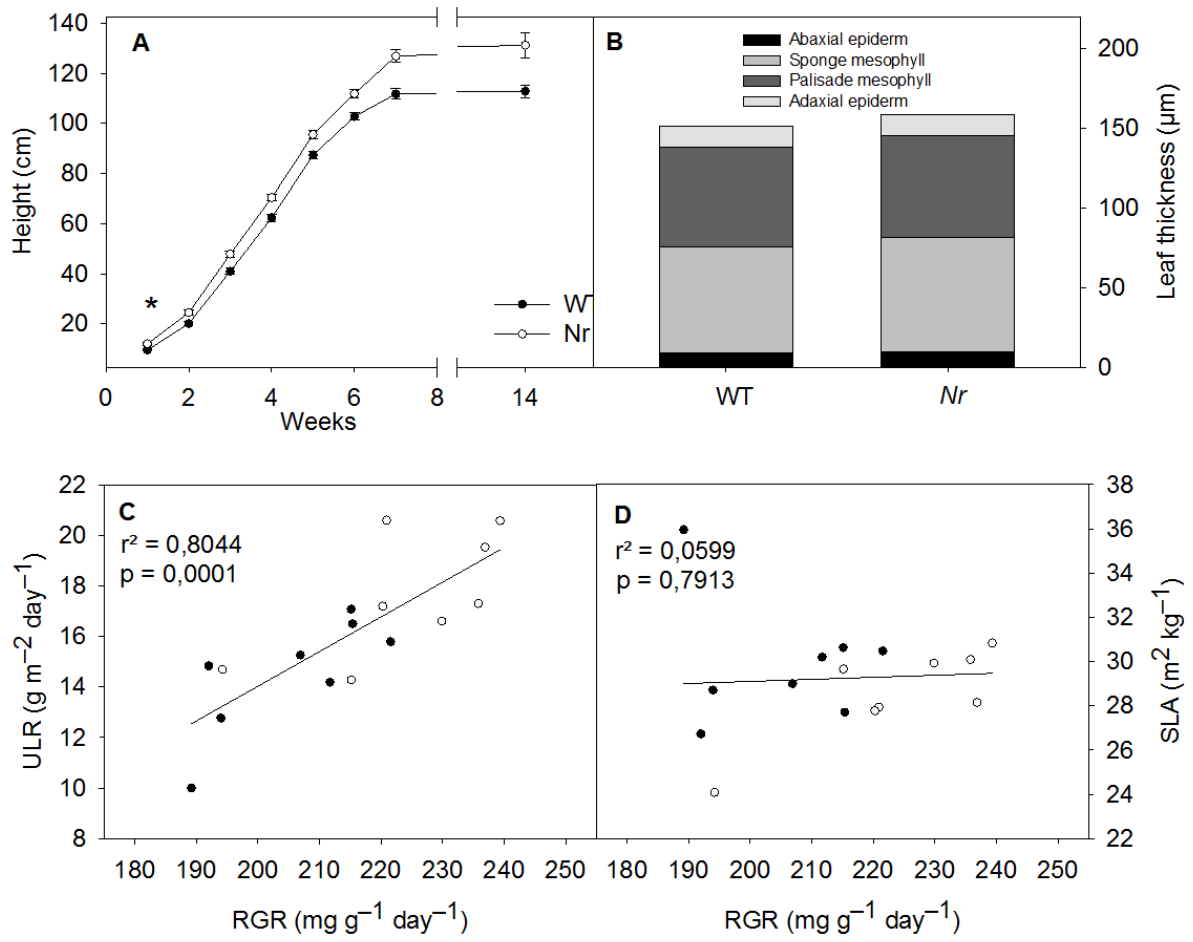 A
Height (cm)
140
120
100
80
60
40
20
*
WT
Nr
0 2 4 6 8 14
Weeks
B
Abaxial epiderm
Sponge mesophyll
Palisade mesophyll
Adaxial epiderm
200
150
100
50
0
Leaf thickness (µm)
WT Nr
C
r² = 0,8044
p = 0,0001
ULR (g m⁻² day⁻¹)
22
20
18
16
14
12
10
8
180 190 200 210 220 230 240 250
RGR (mg g⁻¹ day⁻¹)
D
r² = 0,0599
p = 0,7913
38
36
34
32
30
28
26
24
22
SLA (m² kg⁻¹)
180 190 200 210 220 230 240 250
RGR (mg g⁻¹ day⁻¹)